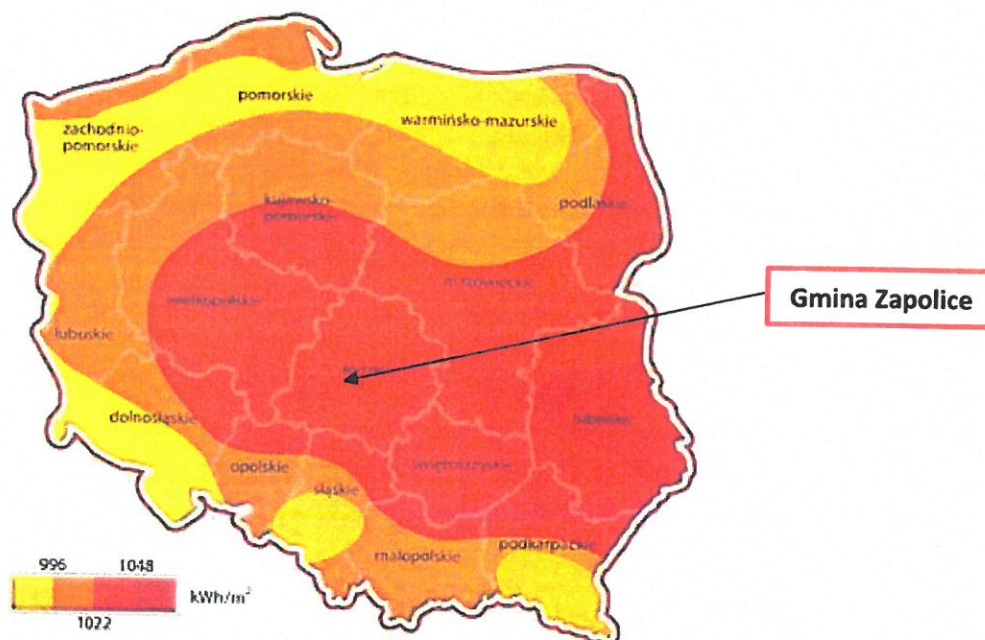 pomorskie
zachodnio-
pomorskie
warmińsko-mazurskie
podlaskie
kujawsko-
pomorskie
mazowieckie
wielkopolskie
Gmina Zapolice
lubuskie
dolnośląskie
lubelskie
opolskie
świętokrzyskie
śląskie
podkarpackie
małopolskie
996 1048
kWh/m²
1022